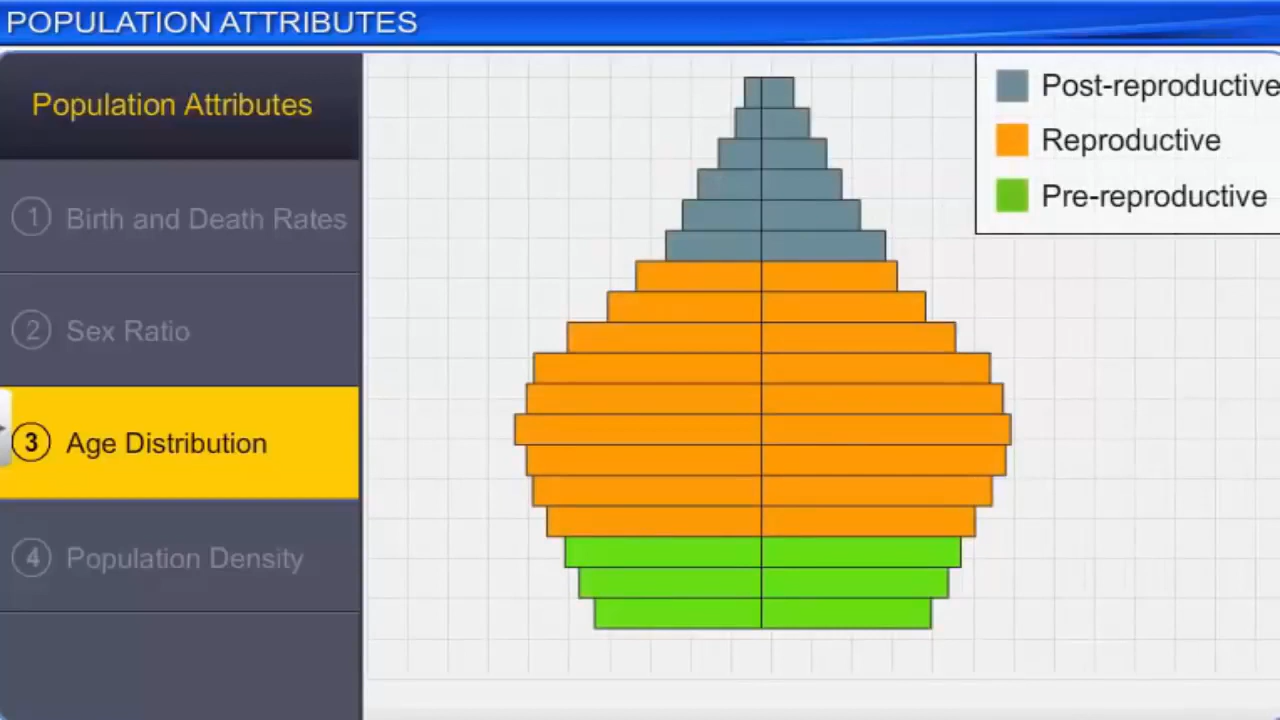 POPULATION ATTRIBUTES
Population Attributes
1 Birth and Death Rates
2 Sex Ratio
3 Age Distribution
4 Population Density
Post-reproductive
Reproductive
Pre-reproductive